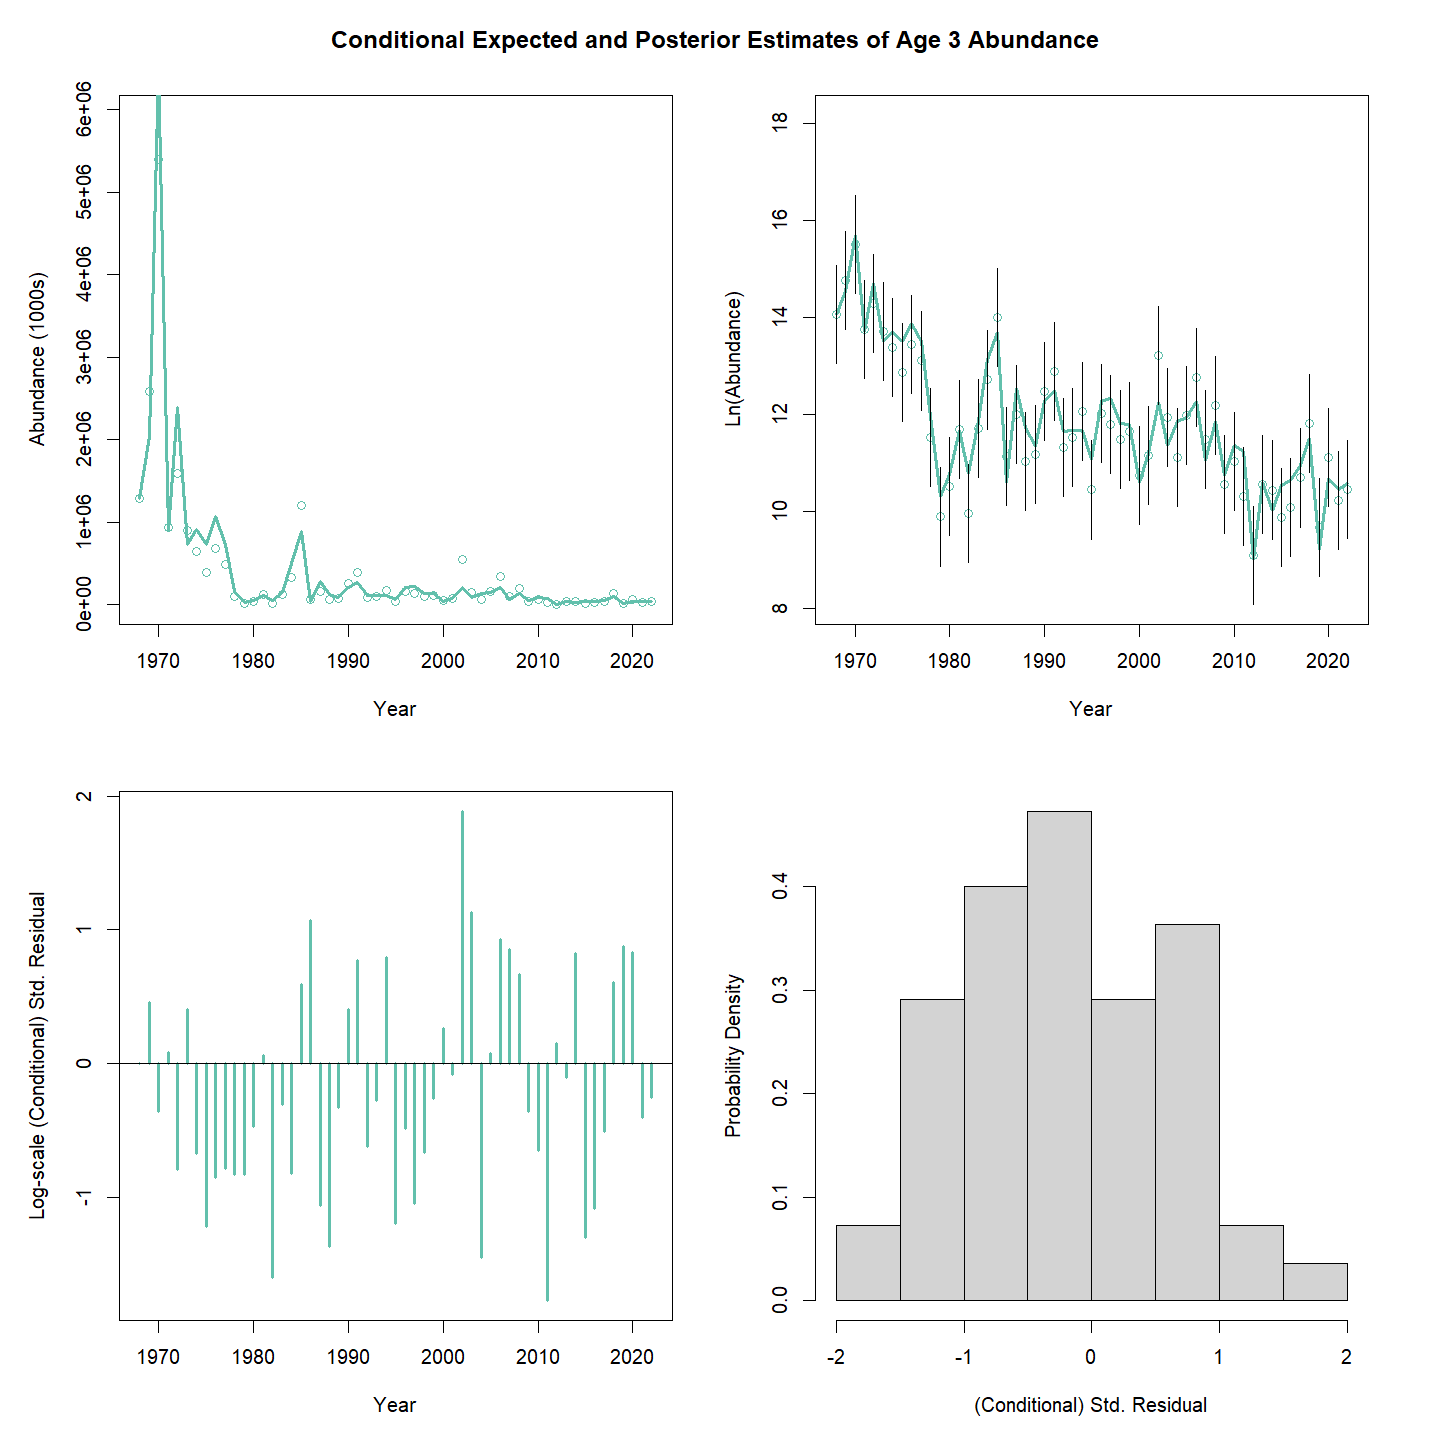 Conditional Expected and Posterior Estimates of Age 3 Abundance
Abundance (1000s)
0e+00 1e+06 2e+06 3e+06 4e+06 5e+06 6e+06
1970 1980 1990 2000 2010 2020
Year
Ln(Abundance)
8 10 12 14 16 18
1970 1980 1990 2000 2010 2020
Year
Log-scale (Conditional) Std. Residual
-1 0 1 2
1970 1980 1990 2000 2010 2020
Year
Probability Density
0.0 0.1 0.2 0.3 0.4
-2 -1 0 1 2
(Conditional) Std. Residual